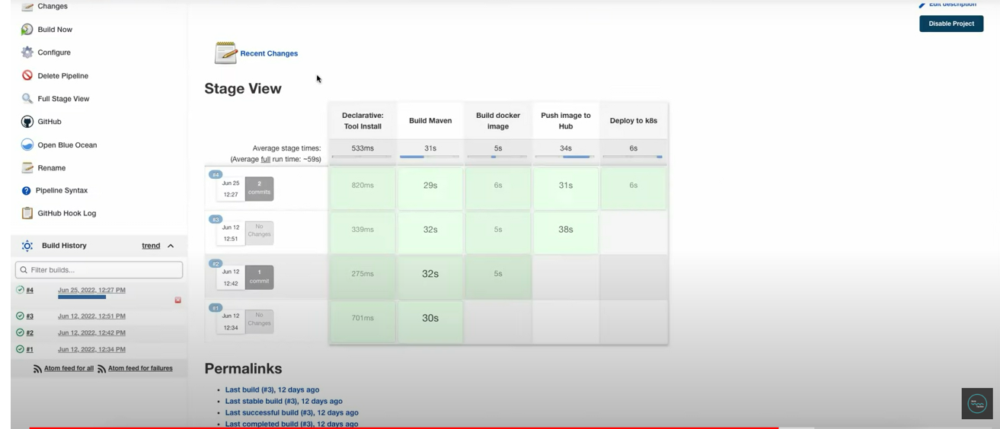 Changes
Build Now
Configure
Delete Pipeline
Full Stage View
GitHub
Open Blue Ocean
Rename
Pipeline Syntax
GitHub Hook Log
Build History trend
Filter builds...
#4 Jun 25, 2022, 12:27 PM
#3 Jun 12, 2022, 12:51 PM
#2 Jun 12, 2022, 12:42 PM
#1 Jun 12, 2022, 12:34 PM
Atom feed for all Atom feed for failures
Edit description
Disable Project
Recent Changes
Stage View
Declarative: Tool Install
Build Maven
Build docker image
Push image to Hub
Deploy to k8s
Average stage times:
(Average full run time: ~59s)
533ms 31s 5s 34s 6s
#4
Jun 25
12:27
2 commits
820ms 29s 6s 31s 6s
#3
Jun 12
12:51
No Changes
339ms 32s 5s 38s
#2
Jun 12
12:42
1 commit
275ms 32s 5s
#1
Jun 12
12:34
No Changes
701ms 30s
Permalinks
Last build (#3), 12 days ago
Last stable build (#3), 12 days ago
Last successful build (#3), 12 days ago
Last completed build (#3), 12 days ago